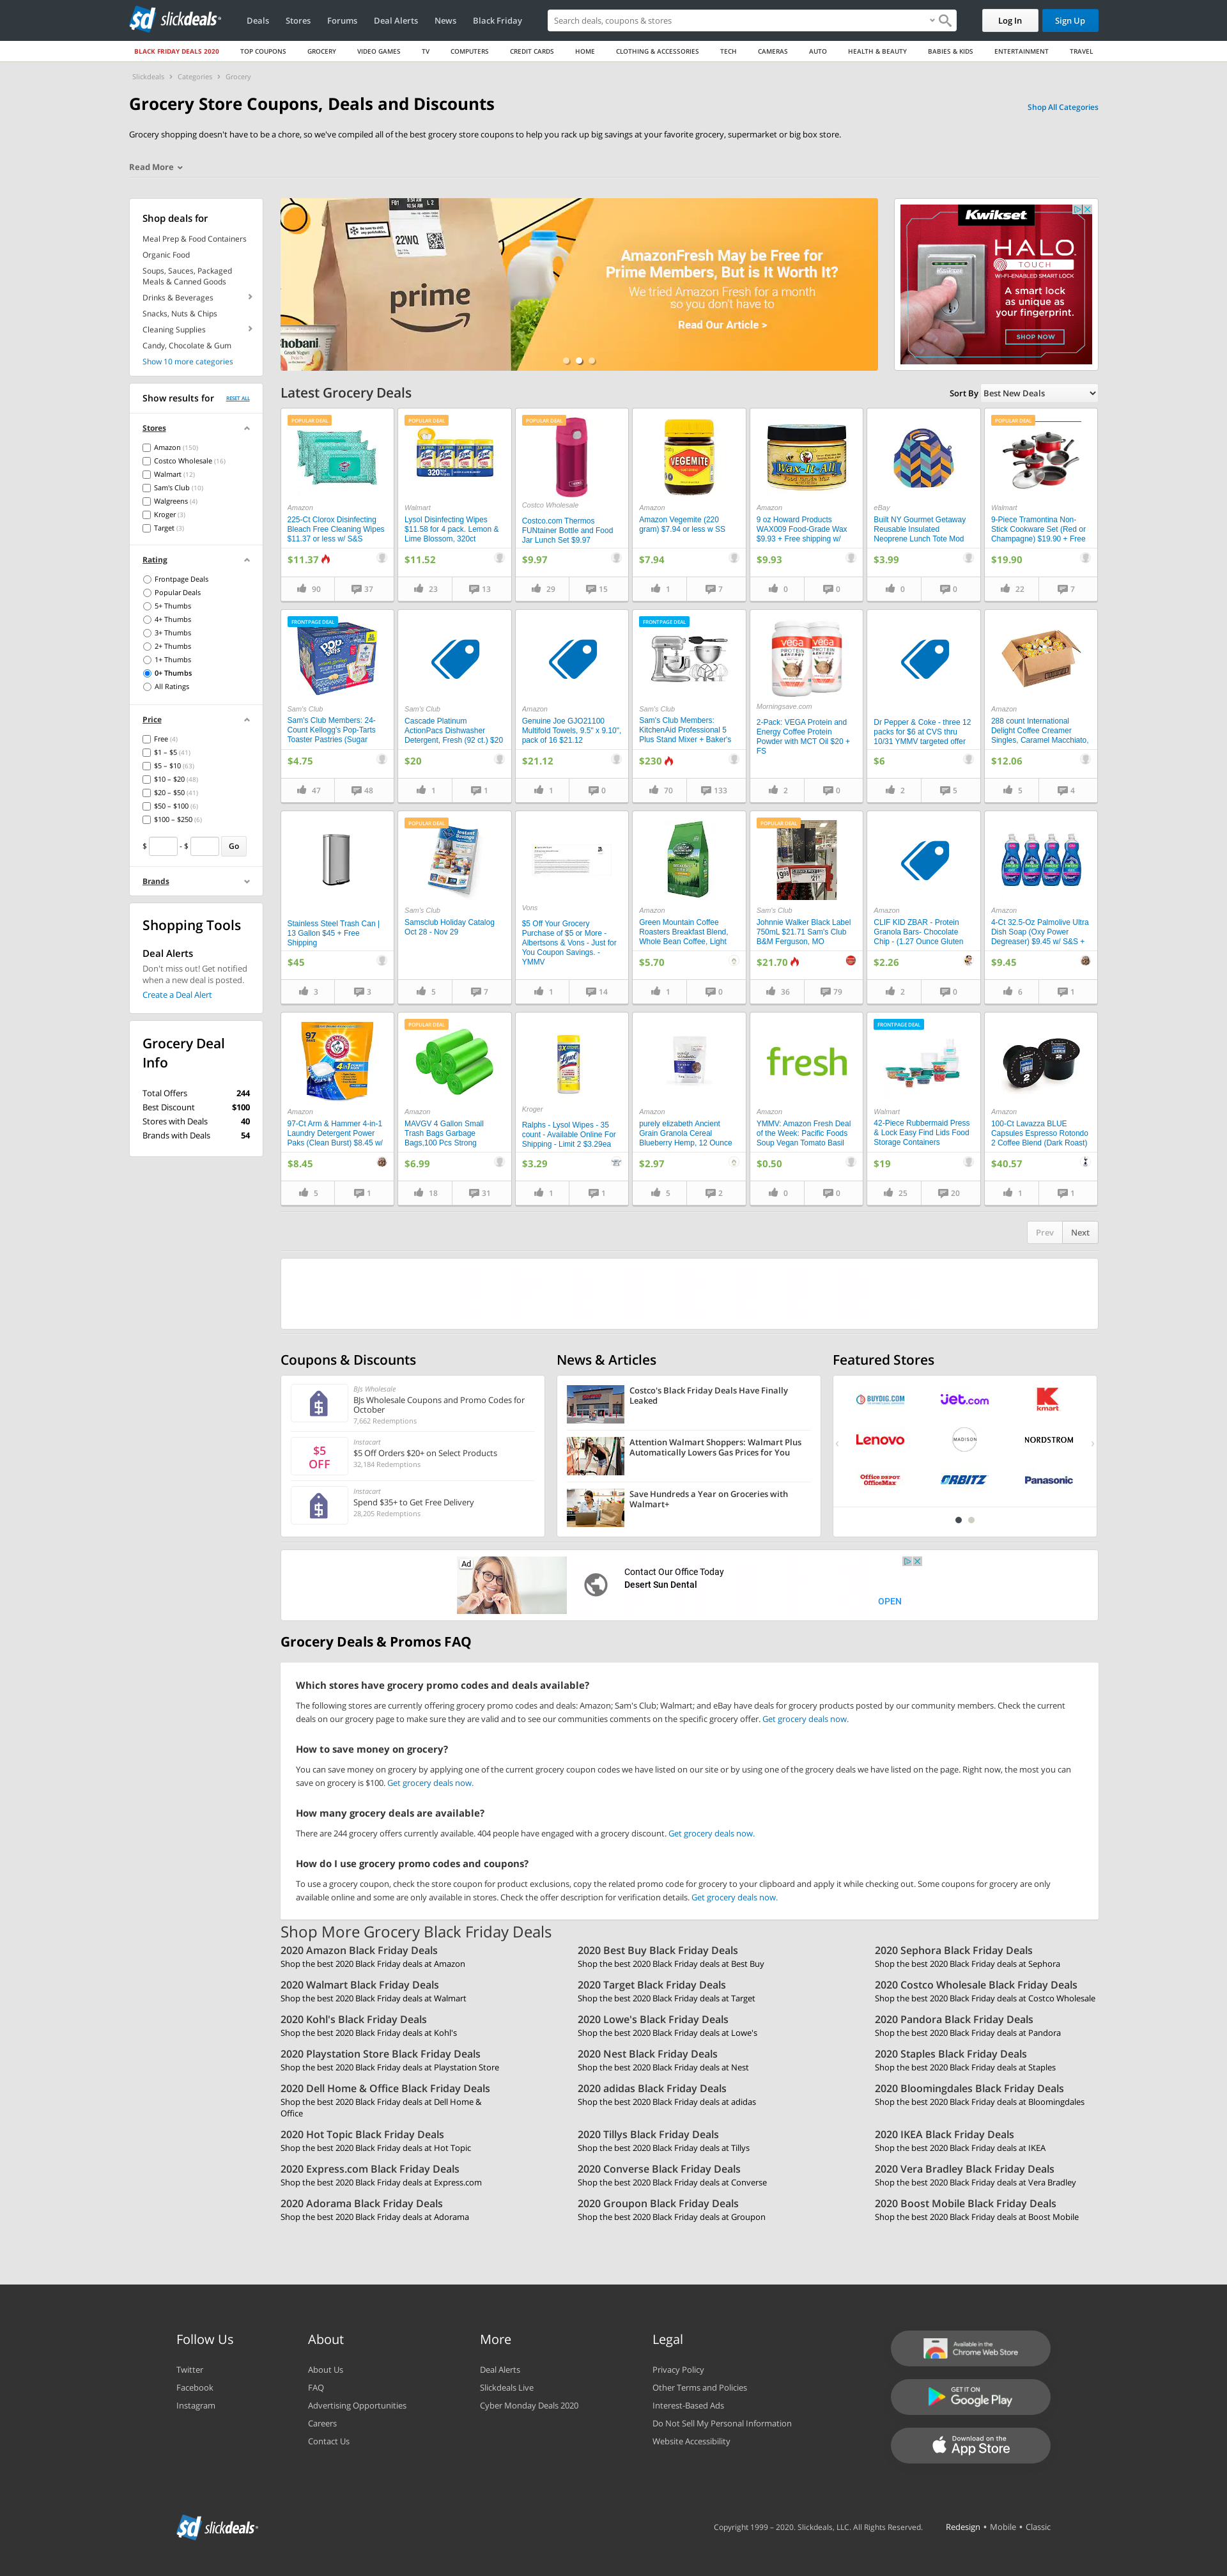 slickdeals
Deals
Stores
Forums
Deal Alerts
News
Black Friday
Search deals, coupons & stores
Log In
Sign Up
BLACK FRIDAY DEALS 2020
TOP COUPONS
GROCERY
VIDEO GAMES
TV
COMPUTERS
CREDIT CARDS
HOME
CLOTHING & ACCESSORIES
TECH
CAMERAS
AUTO
HEALTH & BEAUTY
BABIES & KIDS
ENTERTAINMENT
TRAVEL
Slickdeals › Categories › Grocery
Grocery Store Coupons, Deals and Discounts
Shop All Categories
Grocery shopping doesn't have to be a chore, so we've compiled all of the best grocery store coupons to help you rack up big savings at your favorite grocery, supermarket or big box store.
Read More
Shop deals for
Meal Prep & Food Containers
Organic Food
Soups, Sauces, Packaged
Meals & Canned Goods
Drinks & Beverages
Snacks, Nuts & Chips
Cleaning Supplies
Candy, Chocolate & Gum
Show 10 more categories
Show results for
RESET ALL
Stores
Amazon (150)
Costco Wholesale (16)
Walmart (12)
Sam's Club (10)
Walgreens (4)
Kroger (3)
Target (3)
Rating
Frontpage Deals
Popular Deals
5+ Thumbs
4+ Thumbs
3+ Thumbs
2+ Thumbs
1+ Thumbs
0+ Thumbs
All Ratings
Price
Free (4)
$1 – $5 (41)
$5 – $10 (63)
$10 – $20 (48)
$20 – $50 (41)
$50 – $100 (6)
$100 – $250 (6)
$ - $ Go
Brands
Shopping Tools
Deal Alerts
Don't miss out! Get notified
when a new deal is posted.
Create a Deal Alert
Grocery Deal
Info
Total Offers 244
Best Discount $100
Stores with Deals 40
Brands with Deals 54
F01
L 2
22WQ
prime
hobani
AmazonFresh May be Free for
Prime Members, But is It Worth It?
We tried Amazon Fresh for a month
so you don't have to
Read Our Article >
Kwikset
HALO
TOUCH
WI-FI-ENABLED SMART LOCK
A smart lock
as unique as
your fingerprint.
SHOP NOW
Latest Grocery Deals
Sort By Best New Deals
POPULAR DEAL
Amazon
225-Ct Clorox Disinfecting
Bleach Free Cleaning Wipes
$11.37 or less w/ S&S
$11.37
90
37
POPULAR DEAL
Walmart
Lysol Disinfecting Wipes
$11.58 for 4 pack. Lemon &
Lime Blossom, 320ct
$11.52
23
13
POPULAR DEAL
Costco Wholesale
Costco.com Thermos
FUNtainer Bottle and Food
Jar Lunch Set $9.97
$9.97
29
15
VEGEMITE
Amazon
Amazon Vegemite (220
gram) $7.94 or less w SS
$7.94
1
7
Wax-It-All
Amazon
9 oz Howard Products
WAX009 Food-Grade Wax
$9.93 + Free shipping w/
$9.93
0
0
eBay
Built NY Gourmet Getaway
Reusable Insulated
Neoprene Lunch Tote Mod
$3.99
0
0
POPULAR DEAL
Walmart
9-Piece Tramontina Non-
Stick Cookware Set (Red or
Champagne) $19.90 + Free
$19.90
22
7
FRONTPAGE DEAL
Sam's Club
Sam's Club Members: 24-
Count Kellogg's Pop-Tarts
Toaster Pastries (Sugar
$4.75
47
48
Sam's Club
Cascade Platinum
ActionPacs Dishwasher
Detergent, Fresh (92 ct.) $20
$20
1
1
Amazon
Genuine Joe GJO21100
Multifold Towels, 9.5" x 9.10",
pack of 16 $21.12
$21.12
1
0
FRONTPAGE DEAL
Sam's Club
Sam's Club Members:
KitchenAid Professional 5
Plus Stand Mixer + Baker's
$230
70
133
Morningsave.com
2-Pack: VEGA Protein and
Energy Coffee Protein
Powder with MCT Oil $20 +
FS
2
0
Dr Pepper & Coke - three 12
packs for $6 at CVS thru
10/31 YMMV targeted offer
$6
2
5
Amazon
288 count International
Delight Coffee Creamer
Singles, Caramel Macchiato,
$12.06
5
4
Stainless Steel Trash Can |
13 Gallon $45 + Free
Shipping
$45
3
3
POPULAR DEAL
Sam's Club
Samsclub Holiday Catalog
Oct 28 - Nov 29
5
7
Vons
$5 Off Your Grocery
Purchase of $5 or More -
Albertsons & Vons - Just for
You Coupon Savings. -
YMMV
1
14
Amazon
Green Mountain Coffee
Roasters Breakfast Blend,
Whole Bean Coffee, Light
$5.70
1
0
POPULAR DEAL
Sam's Club
Johnnie Walker Black Label
750mL $21.71 Sam's Club
B&M Ferguson, MO
$21.70
36
79
Amazon
CLIF KID ZBAR - Protein
Granola Bars- Chocolate
Chip - (1.27 Ounce Gluten
$2.26
2
0
Amazon
4-Ct 32.5-Oz Palmolive Ultra
Dish Soap (Oxy Power
Degreaser) $9.45 w/ S&S +
$9.45
6
1
Amazon
97-Ct Arm & Hammer 4-in-1
Laundry Detergent Power
Paks (Clean Burst) $8.45 w/
$8.45
5
1
POPULAR DEAL
Amazon
MAVGV 4 Gallon Small
Trash Bags Garbage
Bags,100 Pcs Strong
$6.99
18
31
Kroger
Ralphs - Lysol Wipes - 35
count - Available Online For
Shipping - Limit 2 $3.29ea
$3.29
1
1
Amazon
purely elizabeth Ancient
Grain Granola Cereal
Blueberry Hemp, 12 Ounce
$2.97
5
2
fresh
Amazon
YMMV: Amazon Fresh Deal
of the Week: Pacific Foods
Soup Vegan Tomato Basil
$0.50
0
0
FRONTPAGE DEAL
Walmart
42-Piece Rubbermaid Press
& Lock Easy Find Lids Food
Storage Containers
$19
25
20
Amazon
100-Ct Lavazza BLUE
Capsules Espresso Rotondo
2 Coffee Blend (Dark Roast)
$40.57
1
1
Prev
Next
Coupons & Discounts
BJs Wholesale
BJs Wholesale Coupons and Promo Codes for
October
7,662 Redemptions
$5
OFF
Instacart
$5 Off Orders $20+ on Select Products
32,184 Redemptions
Instacart
Spend $35+ to Get Free Delivery
28,205 Redemptions
News & Articles
Costco's Black Friday Deals Have Finally
Leaked
Attention Walmart Shoppers: Walmart Plus
Automatically Lowers Gas Prices for You
Save Hundreds a Year on Groceries with
Walmart+
Featured Stores
BUYDIG.COM
jet.com
kmart
Lenovo
MADISON
NORDSTROM
Office DEPOT
OfficeMax
ORBITZ
Panasonic
Ad
Contact Our Office Today
Desert Sun Dental
OPEN
Grocery Deals & Promos FAQ
Which stores have grocery promo codes and deals available?
The following stores are currently offering grocery promo codes and deals: Amazon; Sam's Club; Walmart; and eBay have deals for grocery products posted by our community members. Check the current
deals on our grocery page to make sure they are valid and to see our communities comments on the specific grocery offer. Get grocery deals now.
How to save money on grocery?
You can save money on grocery by applying one of the current grocery coupon codes we have listed on our site or by using one of the grocery deals we have listed on the page. Right now, the most you can
save on grocery is $100. Get grocery deals now.
How many grocery deals are available?
There are 244 grocery offers currently available. 404 people have engaged with a grocery discount. Get grocery deals now.
How do I use grocery promo codes and coupons?
To use a grocery coupon, check the store coupon for product exclusions, copy the related promo code for grocery to your clipboard and apply it while checking out. Some coupons for grocery are only
available online and some are only available in stores. Check the offer description for verification details. Get grocery deals now.
Shop More Grocery Black Friday Deals
2020 Amazon Black Friday Deals
Shop the best 2020 Black Friday deals at Amazon
2020 Best Buy Black Friday Deals
Shop the best 2020 Black Friday deals at Best Buy
2020 Sephora Black Friday Deals
Shop the best 2020 Black Friday deals at Sephora
2020 Walmart Black Friday Deals
Shop the best 2020 Black Friday deals at Walmart
2020 Target Black Friday Deals
Shop the best 2020 Black Friday deals at Target
2020 Costco Wholesale Black Friday Deals
Shop the best 2020 Black Friday deals at Costco Wholesale
2020 Kohl's Black Friday Deals
Shop the best 2020 Black Friday deals at Kohl's
2020 Lowe's Black Friday Deals
Shop the best 2020 Black Friday deals at Lowe's
2020 Pandora Black Friday Deals
Shop the best 2020 Black Friday deals at Pandora
2020 Playstation Store Black Friday Deals
Shop the best 2020 Black Friday deals at Playstation Store
2020 Nest Black Friday Deals
Shop the best 2020 Black Friday deals at Nest
2020 Staples Black Friday Deals
Shop the best 2020 Black Friday deals at Staples
2020 Dell Home & Office Black Friday Deals
Shop the best 2020 Black Friday deals at Dell Home &
Office
2020 adidas Black Friday Deals
Shop the best 2020 Black Friday deals at adidas
2020 Bloomingdales Black Friday Deals
Shop the best 2020 Black Friday deals at Bloomingdales
2020 Hot Topic Black Friday Deals
Shop the best 2020 Black Friday deals at Hot Topic
2020 Tillys Black Friday Deals
Shop the best 2020 Black Friday deals at Tillys
2020 IKEA Black Friday Deals
Shop the best 2020 Black Friday deals at IKEA
2020 Express.com Black Friday Deals
Shop the best 2020 Black Friday deals at Express.com
2020 Converse Black Friday Deals
Shop the best 2020 Black Friday deals at Converse
2020 Vera Bradley Black Friday Deals
Shop the best 2020 Black Friday deals at Vera Bradley
2020 Adorama Black Friday Deals
Shop the best 2020 Black Friday deals at Adorama
2020 Groupon Black Friday Deals
Shop the best 2020 Black Friday deals at Groupon
2020 Boost Mobile Black Friday Deals
Shop the best 2020 Black Friday deals at Boost Mobile
Follow Us
Twitter
Facebook
Instagram
About
About Us
FAQ
Advertising Opportunities
Careers
Contact Us
More
Deal Alerts
Slickdeals Live
Cyber Monday Deals 2020
Legal
Privacy Policy
Other Terms and Policies
Interest-Based Ads
Do Not Sell My Personal Information
Website Accessibility
Available in the
Chrome Web Store
GET IT ON
Google Play
Download on the
App Store
slickdeals
Copyright 1999 – 2020. Slickdeals, LLC. All Rights Reserved.
Redesign • Mobile • Classic